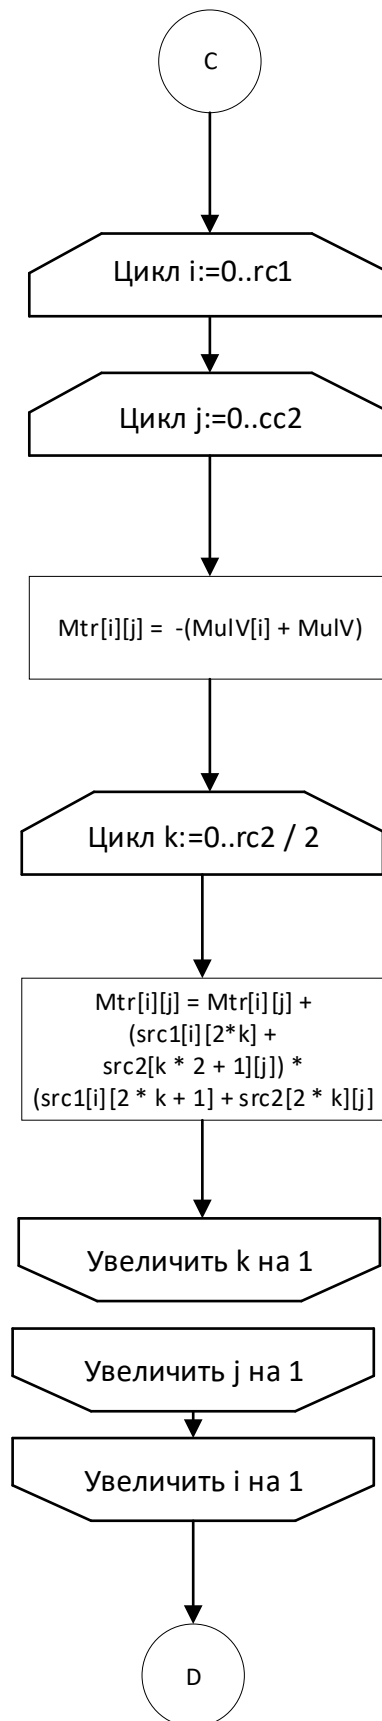 C
Цикл i:=0..rc1
Цикл j:=0..cc2
Mtr[i][j] = -(MulV[i] + MulV)
Цикл k:=0..rc2 / 2
Mtr[i][j] = Mtr[i][j] +
(src1[i][2*k] +
src2[k * 2 + 1][j]) *
(src1[i][2 * k + 1] + src2[2 * k][j]
Увеличить k на 1
Увеличить j на 1
Увеличить i на 1
D